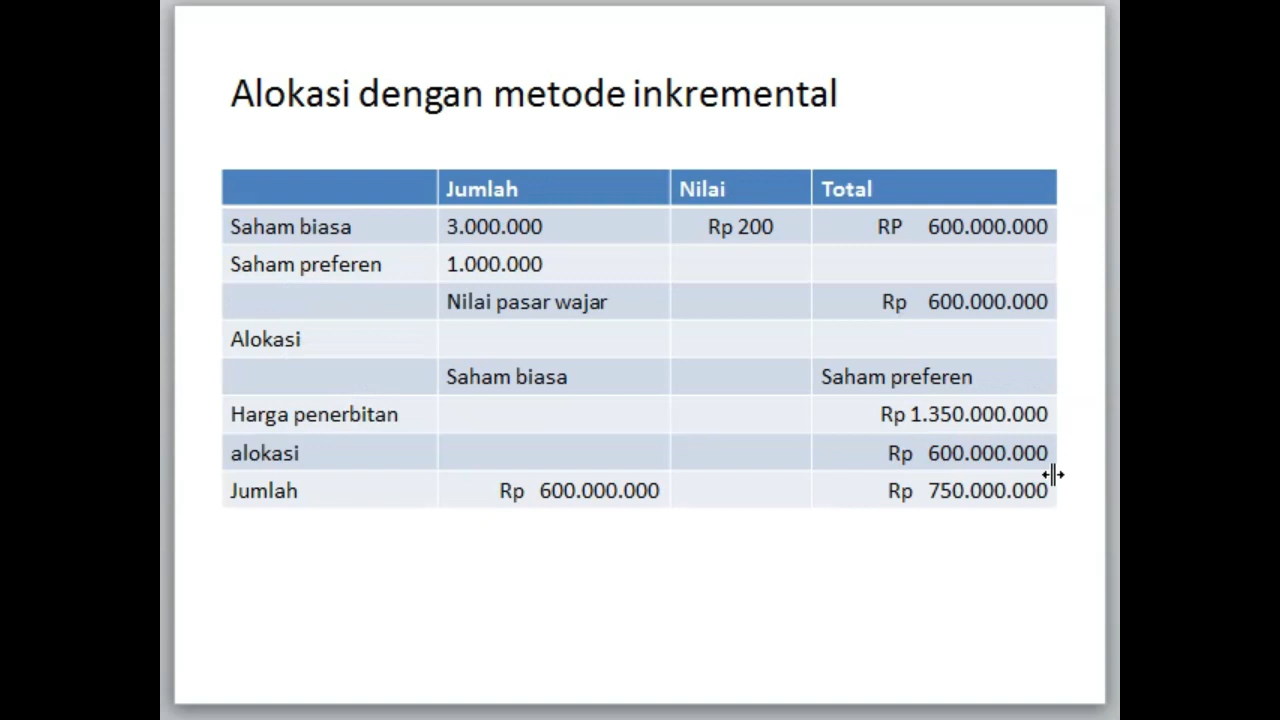 Alokasi dengan metode inkremental
Jumlah Nilai Total
Saham biasa 3.000.000 Rp 200 RP 600.000.000
Saham preferen 1.000.000
Nilai pasar wajar Rp 600.000.000
Alokasi
Saham biasa Saham preferen
Harga penerbitan Rp 1.350.000.000
alokasi Rp 600.000.000
Jumlah Rp 600.000.000 Rp 750.000.000